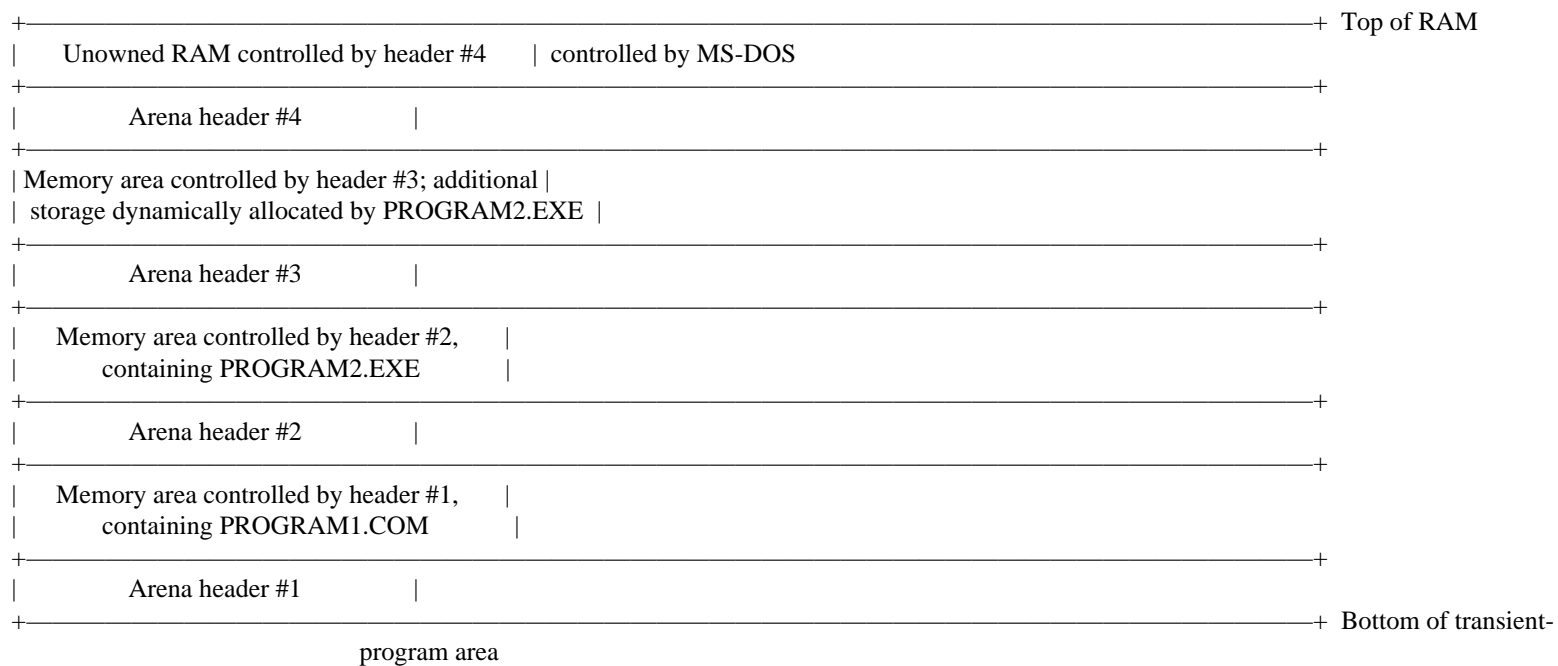 +———————————————————————————————————————————————+ Top of RAM
| Unowned RAM controlled by header #4 | controlled by MS-DOS
+———————————————————————————————————————————————+
| Arena header #4 |
+———————————————————————————————————————————————+
| Memory area controlled by header #3; additional |
| storage dynamically allocated by PROGRAM2.EXE |
+———————————————————————————————————————————————+
| Arena header #3 |
+———————————————————————————————————————————————+
| Memory area controlled by header #2, |
| containing PROGRAM2.EXE |
+———————————————————————————————————————————————+
| Arena header #2 |
+———————————————————————————————————————————————+
| Memory area controlled by header #1, |
| containing PROGRAM1.COM |
+———————————————————————————————————————————————+
| Arena header #1 |
+———————————————————————————————————————————————+ Bottom of transient-
program area